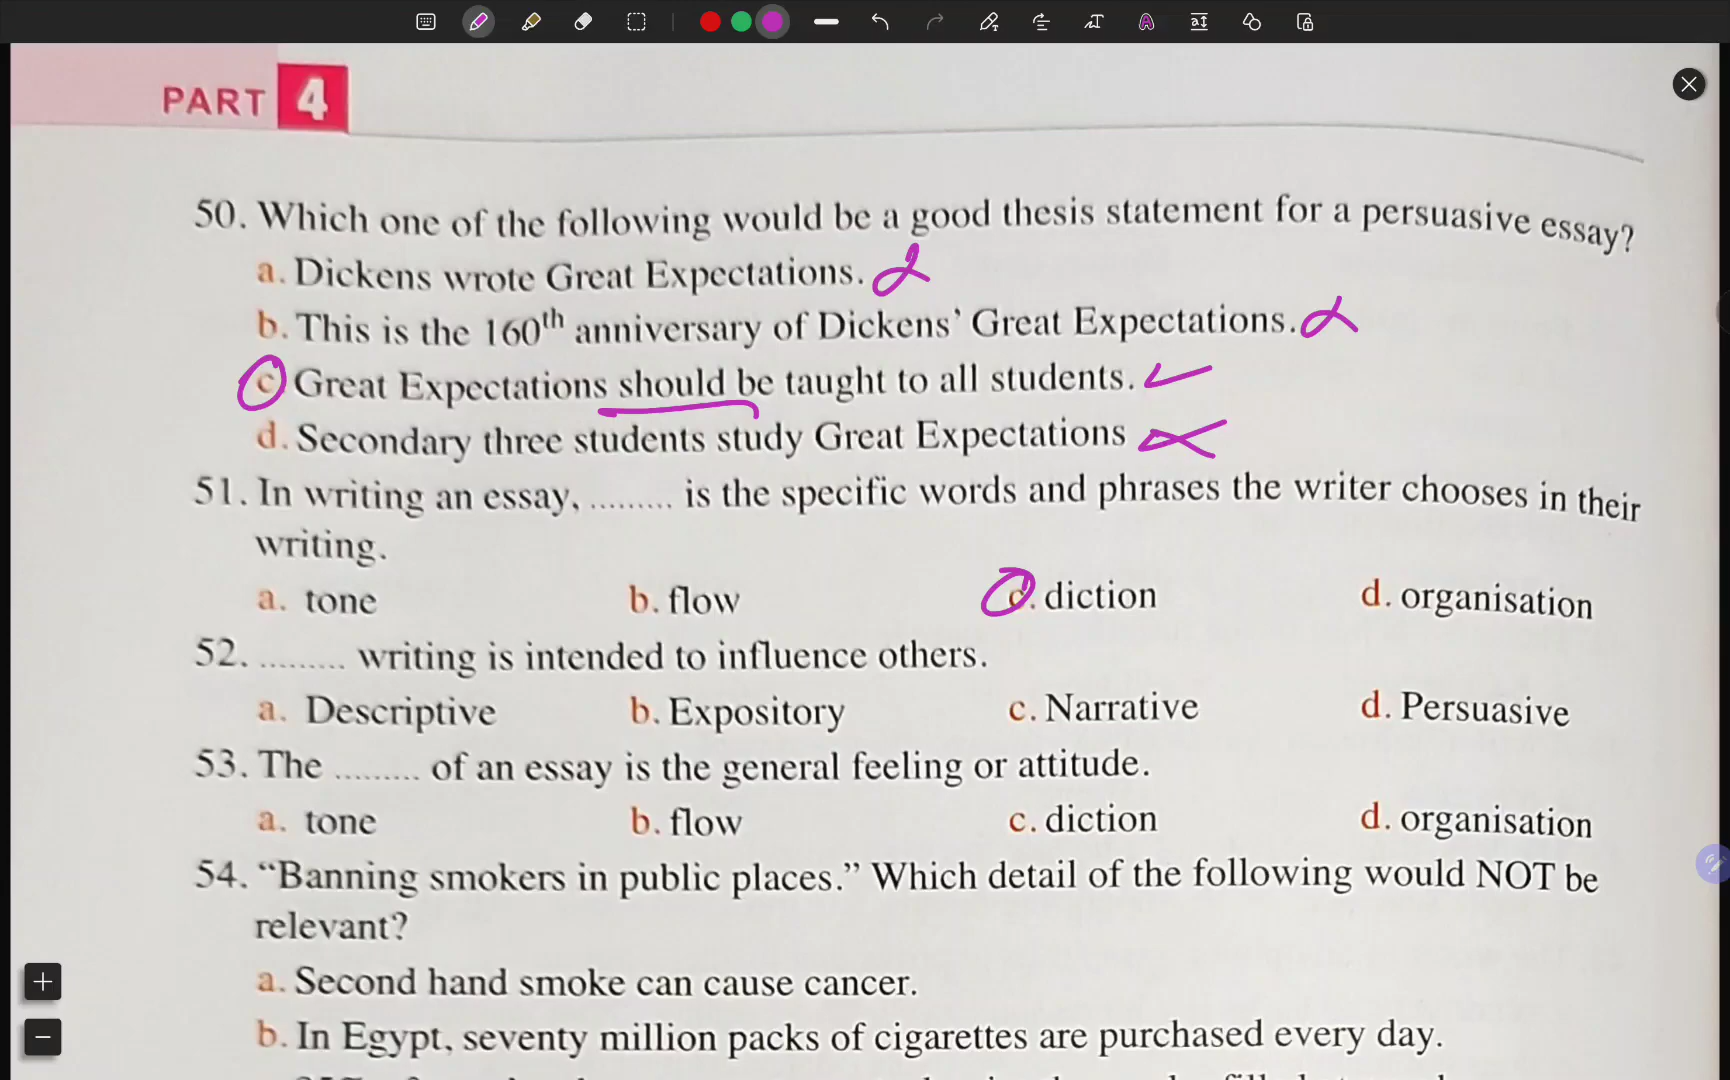 PART 4
50. Which one of the following would be a good thesis statement for a persuasive essay?
a. Dickens wrote Great Expectations.
b. This is the 160th anniversary of Dickens' Great Expectations.
c Great Expectations should be taught to all students.
d. Secondary three students study Great Expectations
51. In writing an essay, ......... is the specific words and phrases the writer chooses in their
writing.
a. tone b. flow c. diction d. organisation
52. ......... writing is intended to influence others.
a. Descriptive b. Expository c. Narrative d. Persuasive
53. The ......... of an essay is the general feeling or attitude.
a. tone b. flow c. diction d. organisation
54. “Banning smokers in public places.” Which detail of the following would NOT be
relevant?
a. Second hand smoke can cause cancer.
b. In Egypt, seventy million packs of cigarettes are purchased every day.